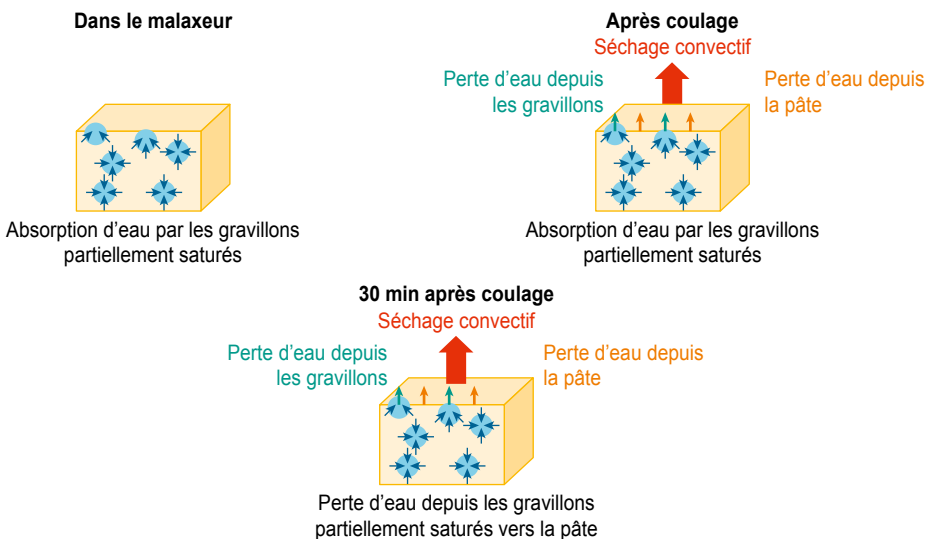 Dans le malaxeur
Absorption d'eau par les gravillons
partiellement saturés
Après coulage
Séchage convectif
Perte d'eau depuis
les gravillons
Perte d'eau depuis
la pâte
Absorption d'eau par les gravillons
partiellement saturés
30 min après coulage
Séchage convectif
Perte d'eau depuis
les gravillons
Perte d'eau depuis
la pâte
Perte d'eau depuis les gravillons
partiellement saturés vers la pâte